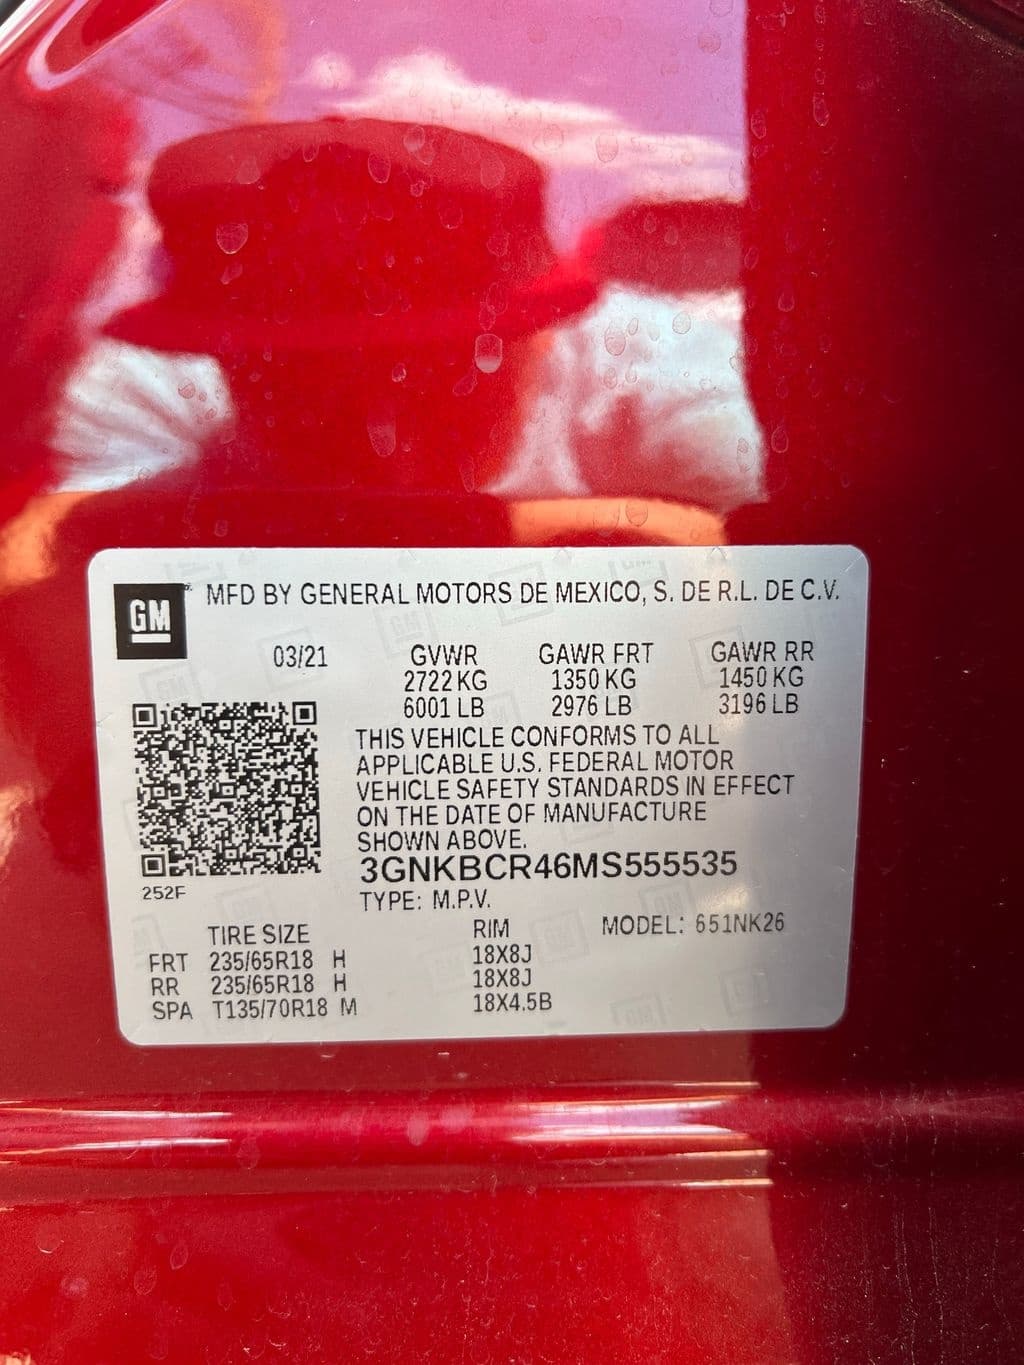 GM MFD BY GENERAL MOTORS DE MEXICO, S. DE R.L. DE C.V.
03/21 GVWR GAWR FRT GAWR RR
2722 KG 1350 KG 1450 KG
6001 LB 2976 LB 3196 LB
THIS VEHICLE CONFORMS TO ALL
APPLICABLE U.S. FEDERAL MOTOR
VEHICLE SAFETY STANDARDS IN EFFECT
ON THE DATE OF MANUFACTURE
SHOWN ABOVE.
3GNKBCR46MS555535
252F
TYPE: M.P.V.
TIRE SIZE RIM MODEL: 651NK26
FRT 235/65R18 H 18X8J
RR 235/65R18 H 18X8J
SPA T135/70R18 M 18X4.5B